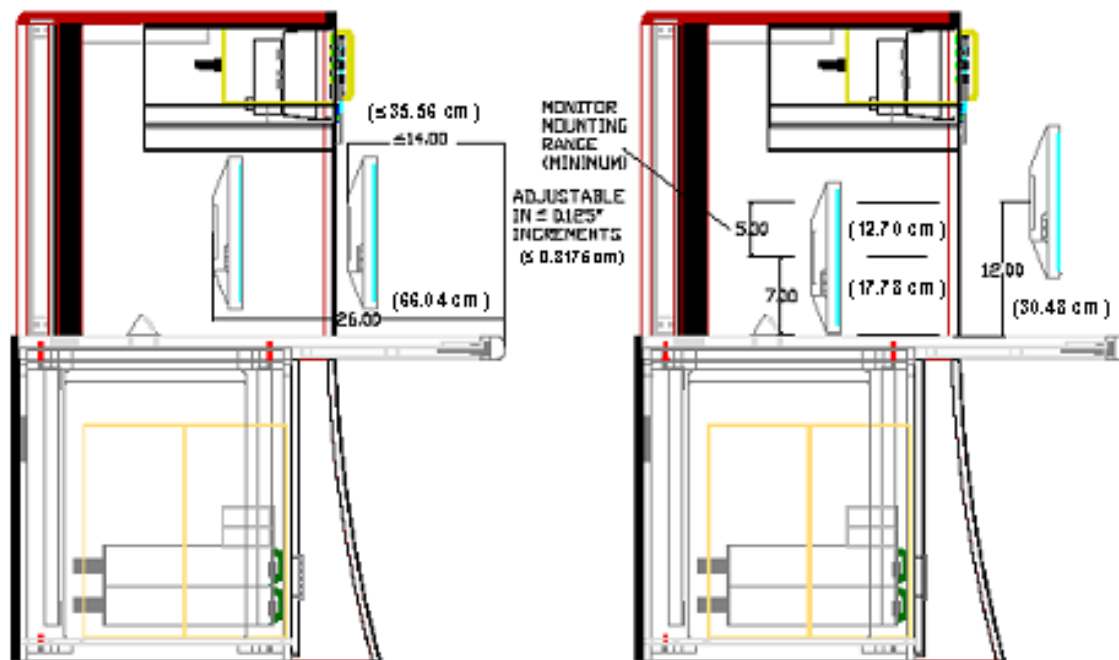 (≤35.56 cm)
≤14.00
(66.04 cm)
26.00
MONITOR
MOUNTING
RANGE
(MININUM)
ADJUSTABLE
IN ≤ 0.125"
INCREMENTS
(≤ 0.3175 cm)
5.00
(12.70 cm)
7.00
(17.78 cm)
12.00
(30.48 cm)